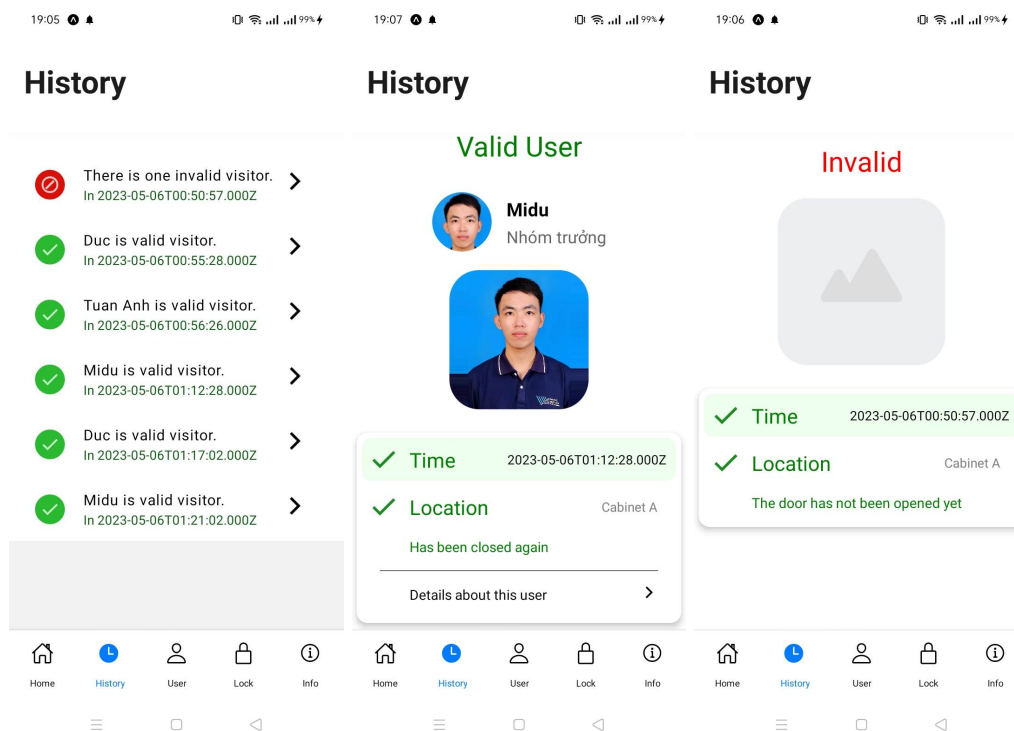 19:05
99%
History
There is one invalid visitor.
In 2023-05-06T00:50:57.000Z
Duc is valid visitor.
In 2023-05-06T00:55:28.000Z
Tuan Anh is valid visitor.
In 2023-05-06T00:56:26.000Z
Midu is valid visitor.
In 2023-05-06T01:12:28.000Z
Duc is valid visitor.
In 2023-05-06T01:17:02.000Z
Midu is valid visitor.
In 2023-05-06T01:21:02.000Z
Home History User Lock Info
19:07
99%
History
Valid User
Midu
Nhóm trưởng
Time 2023-05-06T01:12:28.000Z
Location Cabinet A
Has been closed again
Details about this user
Home History User Lock Info
19:06
99%
History
Invalid
Time 2023-05-06T00:50:57.000Z
Location Cabinet A
The door has not been opened yet
Home History User Lock Info